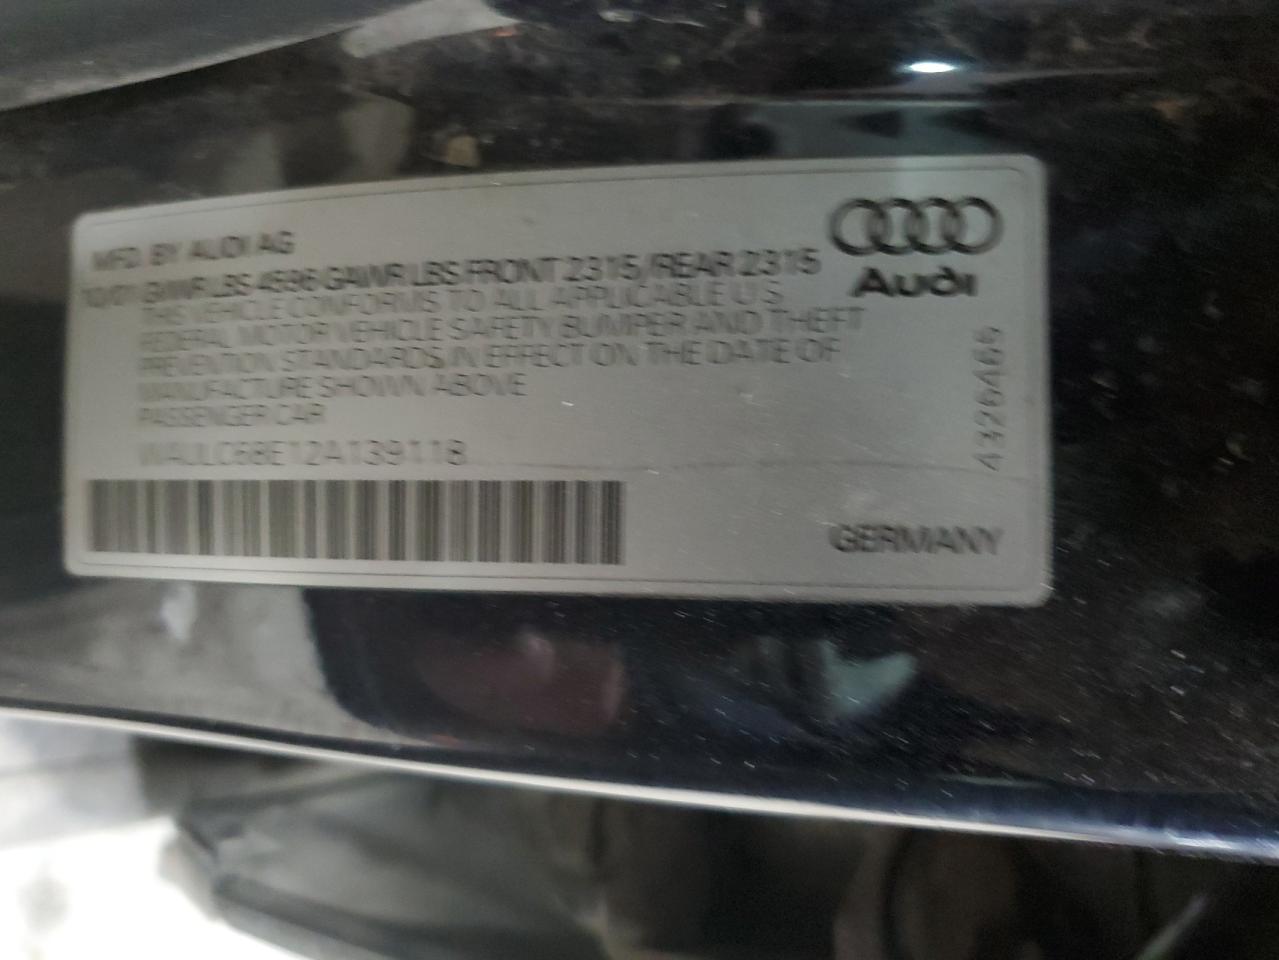 MFD. BY AUDI AG
10/01 GVWR LBS 4596 GAWR LBS FRONT 2315/REAR 2315
THIS VEHICLE CONFORMS TO ALL APPLICABLE U.S.
FEDERAL MOTOR VEHICLE SAFETY BUMPER AND THEFT
PREVENTION STANDARDS IN EFFECT ON THE DATE OF
MANUFACTURE SHOWN ABOVE
PASSENGER CAR
WAULC68E12A139118
Audi
4326465
GERMANY